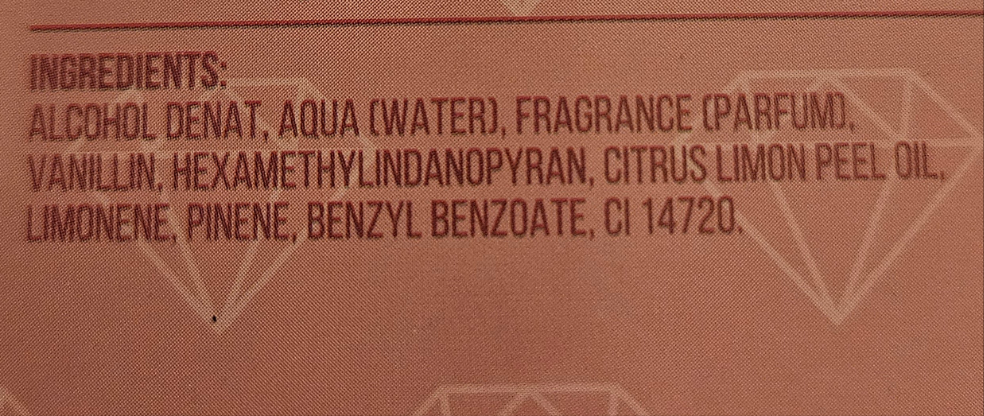 INGREDIENTS:
ALCOHOL DENAT, AQUA (WATER), FRAGRANCE (PARFUM),
VANILLIN, HEXAMETHYLINDANOPYRAN, CITRUS LIMON PEEL OIL,
LIMONENE, PINENE, BENZYL BENZOATE, CI 14720.